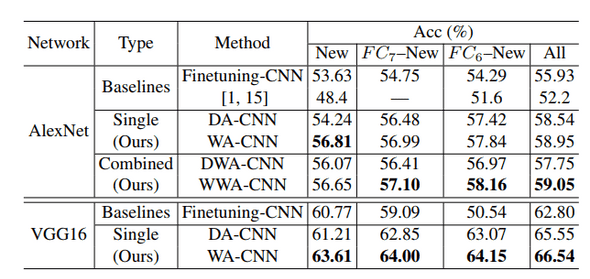 Network Type Method Acc (%)
New FC7–New FC6–New All
AlexNet Baselines Finetuning-CNN 53.63 54.75 54.29 55.93
[1, 15] 48.4 — 51.6 52.2
Single (Ours) DA-CNN 54.24 56.48 57.42 58.54
WA-CNN 56.81 56.99 57.84 58.95
Combined (Ours) DWA-CNN 56.07 56.41 56.97 57.75
WWA-CNN 56.65 57.10 58.16 59.05
VGG16 Baselines Finetuning-CNN 60.77 59.09 50.54 62.80
Single (Ours) DA-CNN 61.21 62.85 63.07 65.55
WA-CNN 63.61 64.00 64.15 66.54